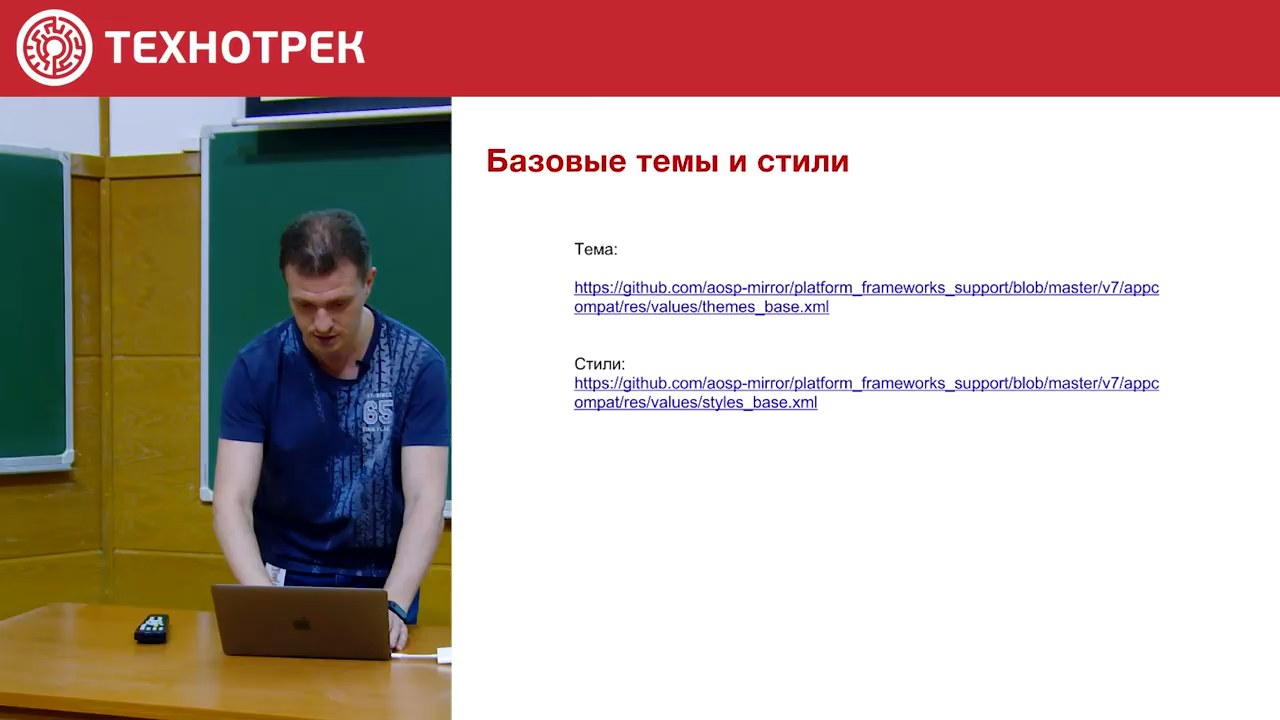 ТЕХНОТРЕК
Базовые темы и стили
Тема:
https://github.com/aosp-mirror/platform_frameworks_support/blob/master/v7/appc
ompat/res/values/themes_base.xml
Стили:
https://github.com/aosp-mirror/platform_frameworks_support/blob/master/v7/appc
ompat/res/values/styles_base.xml
65